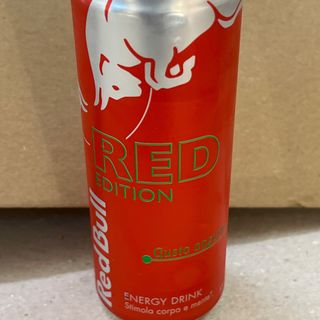 RED
EDITION
Gusto
Red Bull
ENERGY DRINK
Stimola corpo e mente*.